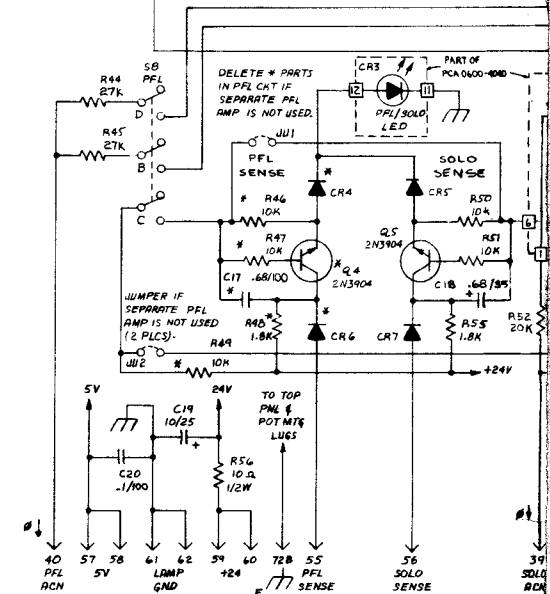 S8
PFL
R44
27K
D
R45
27K
B
C
DELETE * PARTS
IN PFL CKT IF
SEPARATE PFL
AMP IS NOT USED.
CR3
12
11
PFL/SOLO
LED
PART OF
PCA 0600-4040
JU1
PFL
SENSE
SOLO
SENSE
*
CR4
CR5
*
R46
10K
R50
10K
6
*
R47
10K
Q5
2N3904
R51
10K
1
C17
.68/100
*
*
Q4
2N3904
C18
.68/35
+
JUMPER IF
SEPARATE PFL
AMP IS NOT USED
(2 PLCS).
*
R48
1.8K
*
CR6
CR7
R55
1.8K
R52
20K
JU2
R49
*
10K
+24V
5V
C19
10/25
+
24V
TO TOP
PNL &
POT MTG
LUGS
C20
.1/100
R56
10Ω
1/2W
Ø
Ø
40
57
58
61
62
59
60
72B
55
56
39
PFL
ACN
5V
LAMP
GND
+24
E
PFL
SENSE
SOLO
SENSE
SOLO
ACN